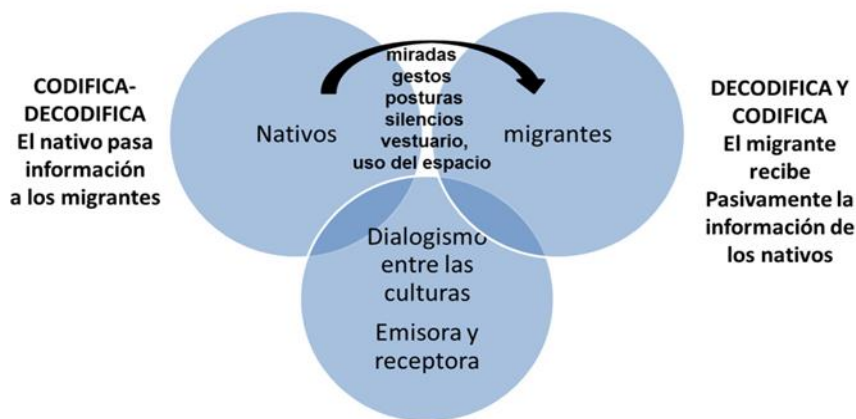 CODIFICA-
DECODIFICA
El nativo pasa
información
a los migrantes
Nativos
miradas
gestos
posturas
silencios
vestuario,
uso del espacio
migrantes
DECODIFICA Y
CODIFICA
El migrante
recibe
Pasivamente la
información de
los nativos
Dialogismo
entre las
culturas
Emisora y
receptora